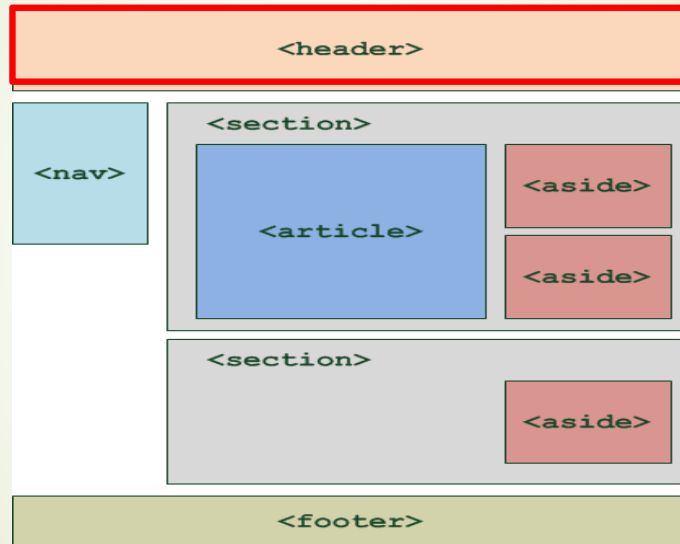 <header>
<nav>
<section>
<article>
<aside>
<aside>
<section>
<aside>
<footer>